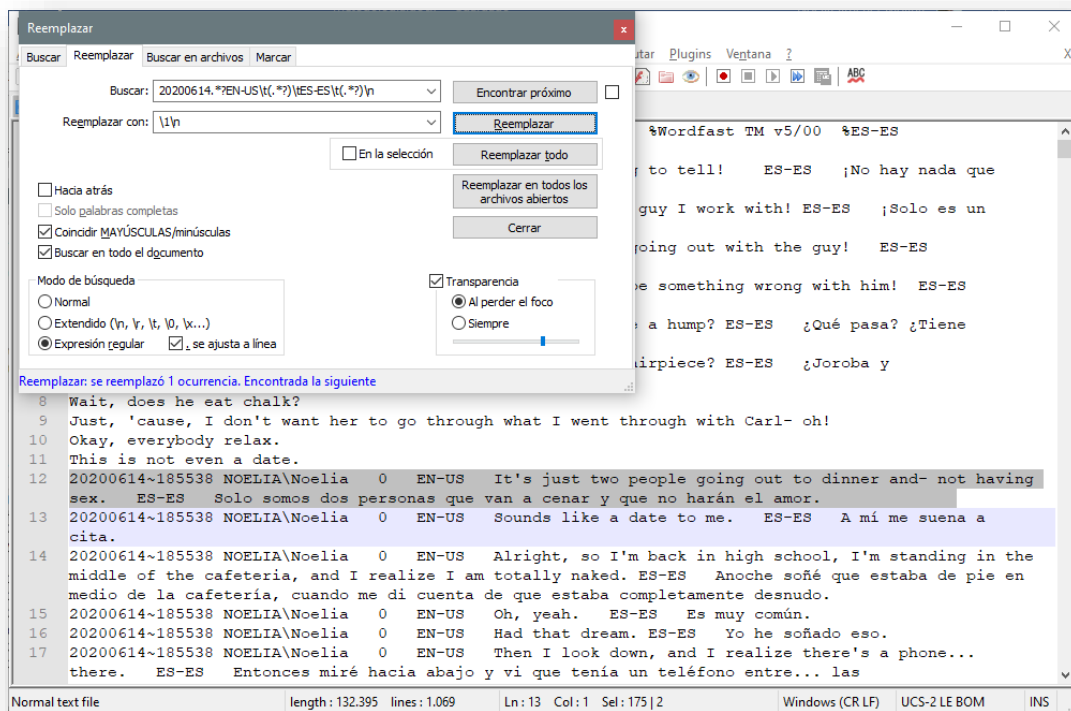 Reemplazar
x
utar Plugins Ventana ? X
Buscar Reemplazar Buscar en archivos Marcar
ABC
Buscar: 20200614.*?EN-US\t(.*?)\tES-ES\t(.*?)\n Encontrar próximo
Reemplazar con: \1\n Reemplazar
%Wordfast TM v5/00 %ES-ES
En la selección Reemplazar todo
to tell! ES-ES ¡No hay nada que
Hacia atrás Reemplazar en todos los
archivos abiertos
Solo palabras completas
guy I work with! ES-ES ¡Solo es un
Coincidir MAYÚSCULAS/minúsculas Cerrar
Buscar en todo el documento
going out with the guy! ES-ES
Modo de búsqueda Transparencia
something wrong with him! ES-ES
Normal Al perder el foco
Extendido (\n, \r, \t, \0, \x...) Siempre
a hump? ES-ES ¿Qué pasa? ¿Tiene
Expresión regular . se ajusta a línea
ES-ES ¿Joroba y
Reemplazar: se reemplazó 1 ocurrencia. Encontrada la siguiente
8 Wait, does he eat chalk?
9 Just, 'cause, I don't want her to go through what I went through with Carl- oh!
10 Okay, everybody relax.
11 This is not even a date.
12 20200614~185538 NOELIA\Noelia 0 EN-US It's just two people going out to dinner and- not having
sex. ES-ES Solo somos dos personas que van a cenar y que no harán el amor.
13 20200614~185538 NOELIA\Noelia 0 EN-US Sounds like a date to me. ES-ES A mí me suena a
cita.
14 20200614~185538 NOELIA\Noelia 0 EN-US Alright, so I'm back in high school, I'm standing in the
middle of the cafeteria, and I realize I am totally naked. ES-ES Anoche soñé que estaba de pie en
medio de la cafetería, cuando me di cuenta de que estaba completamente desnudo.
15 20200614~185538 NOELIA\Noelia 0 EN-US Oh, yeah. ES-ES Es muy común.
16 20200614~185538 NOELIA\Noelia 0 EN-US Had that dream. ES-ES Yo he soñado eso.
17 20200614~185538 NOELIA\Noelia 0 EN-US Then I look down, and I realize there's a phone...
there. ES-ES Entonces miré hacia abajo y vi que tenía un teléfono entre... las
Normal text file length : 132.395 lines : 1.069 Ln : 13 Col : 1 Sel : 175 | 2 Windows (CR LF) UCS-2 LE BOM INS